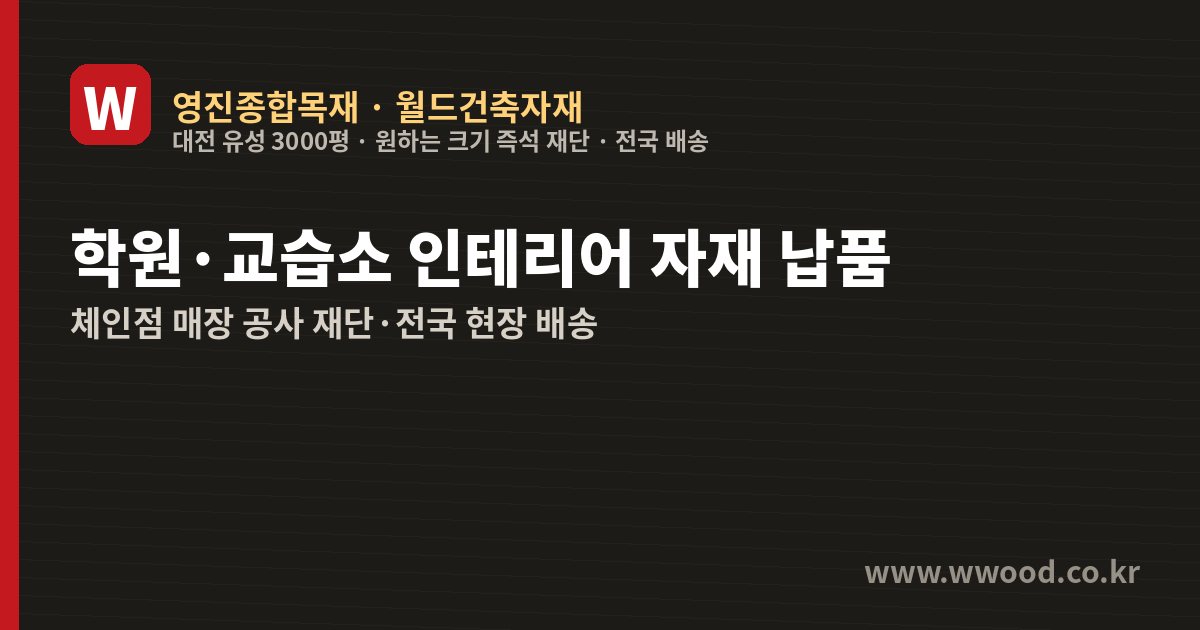 W
영진종합목재 · 월드건축자재
대전 유성 3000평 · 원하는 크기 즉석 재단 · 전국 배송
학원·교습소 인테리어 자재 납품
체인점 매장 공사 재단·전국 현장 배송
www.wwood.co.kr